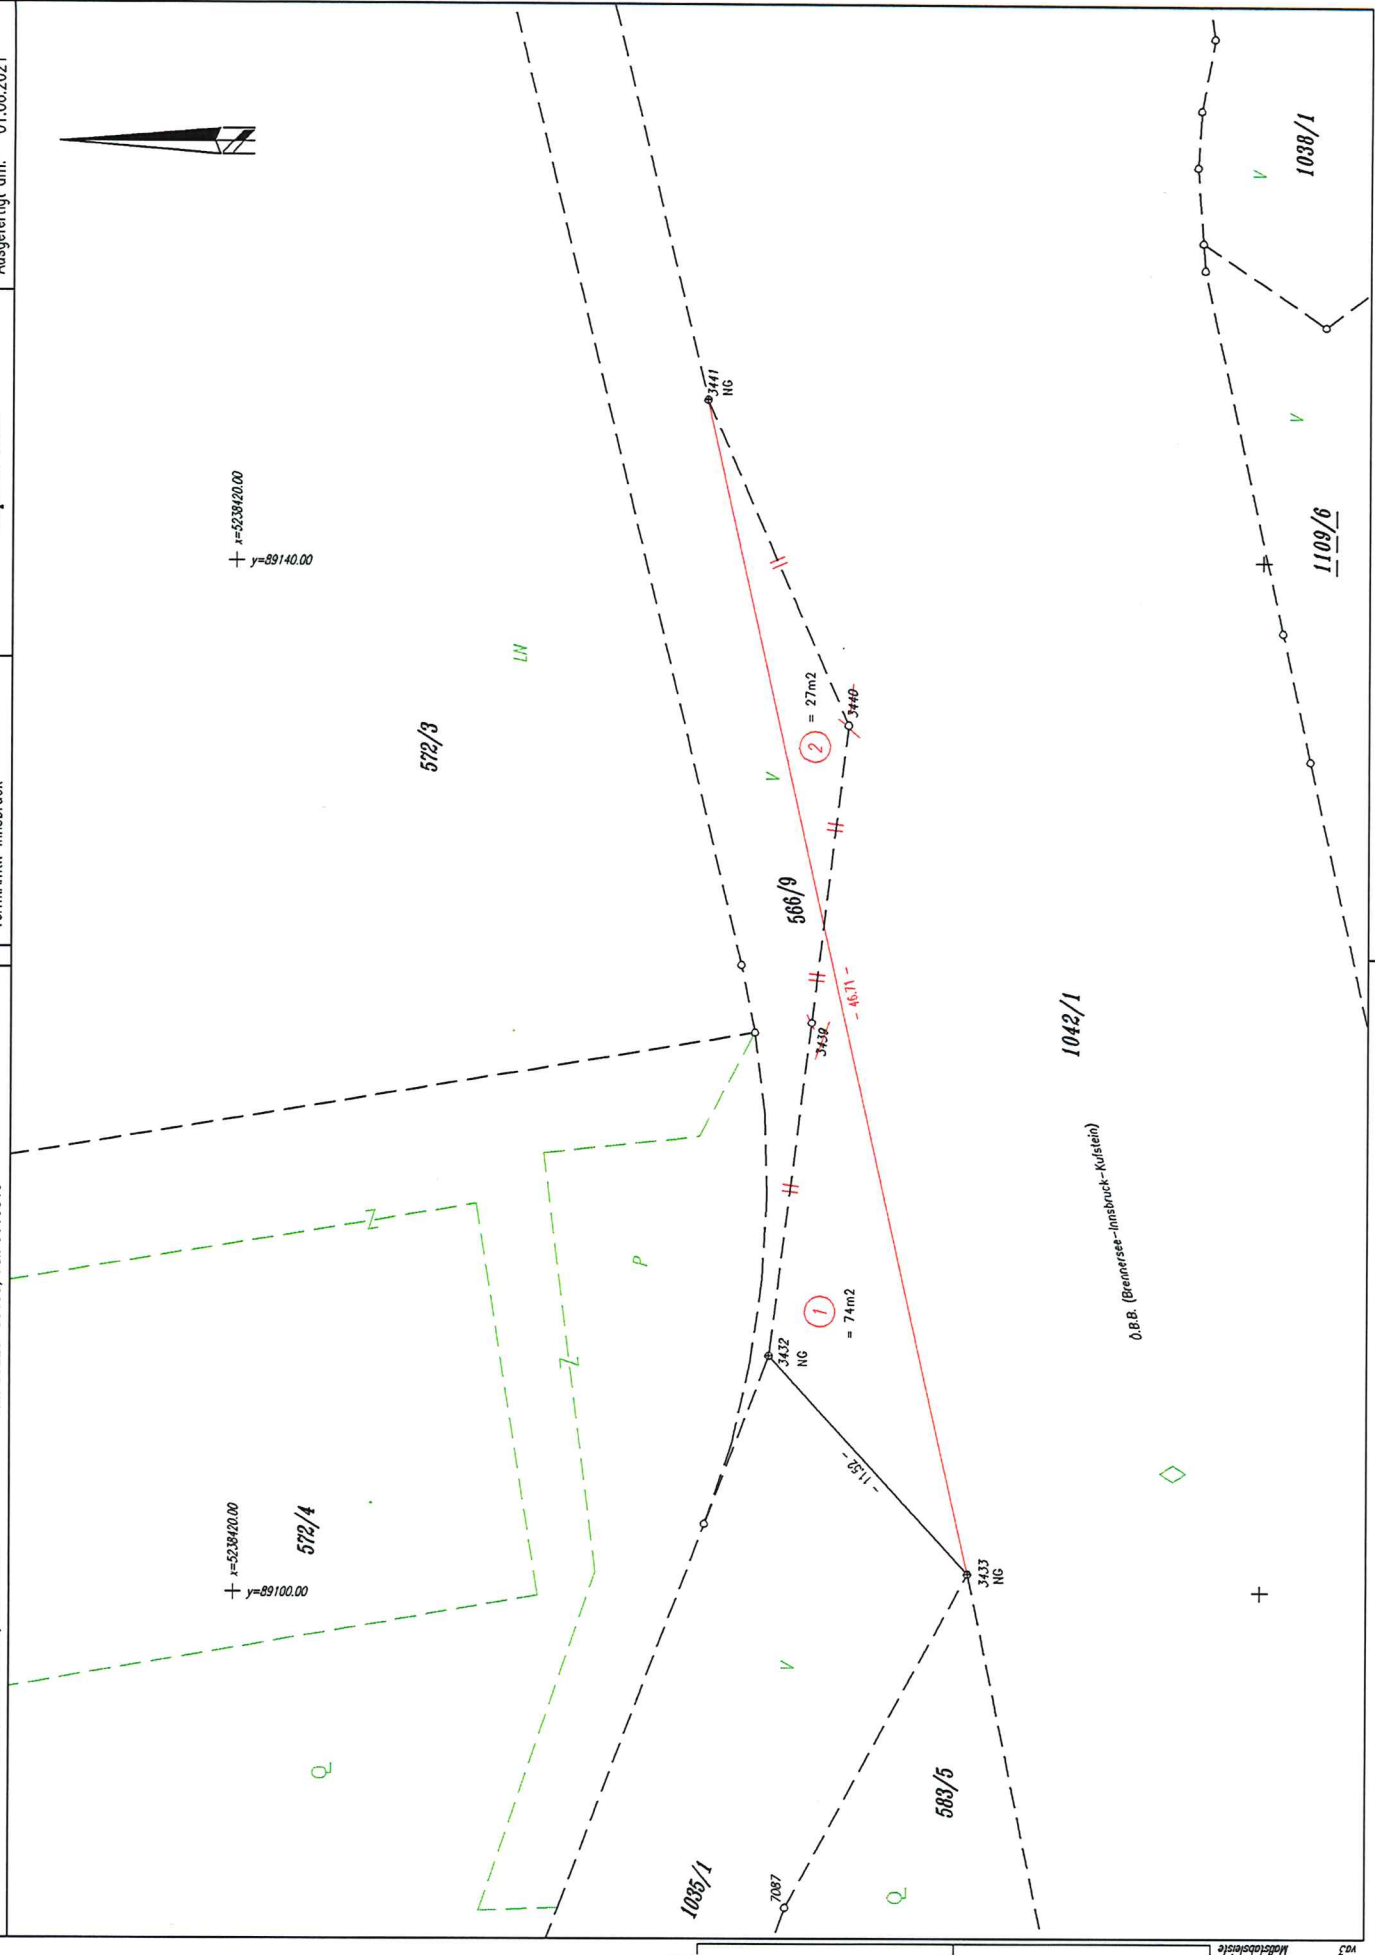 Ausgefertigt am: 01.06.2021
x=5238420.00
y=89140.00
x=5238420.00
y=89100.00
572/3
572/4
LN
3441
NG
2
= 27m2
3440
V
566/9
3439
- 46.71 -
1
= 74m2
3432
NG
- 11.52 -
3433
NG
P
Z
Z
Q
V
1035/1
7087
583/5
Q
1042/1
Ö.B.B. (Brennersee-Innsbruck-Kufstein)
1109/6
V
1038/1
V
Maßstabsleiste